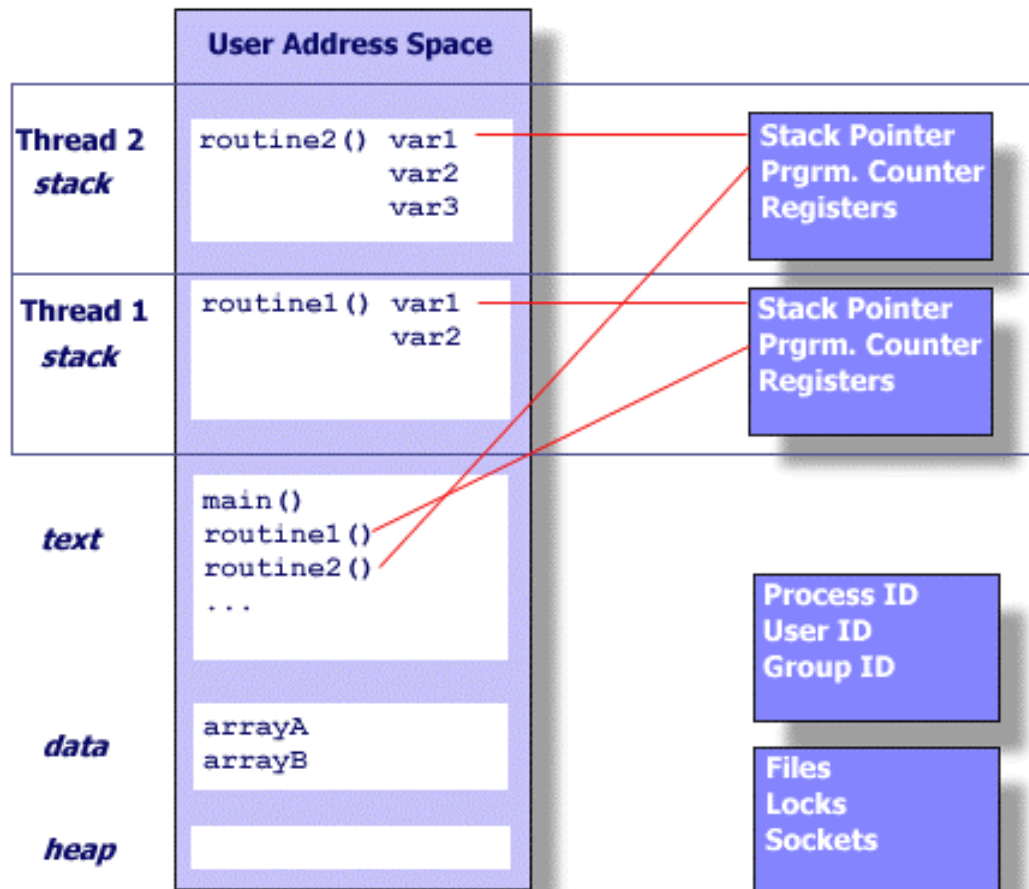 User Address Space
Thread 2
stack
routine2() var1
var2
var3
Stack Pointer
Prgrm. Counter
Registers
Thread 1
stack
routine1() var1
var2
Stack Pointer
Prgrm. Counter
Registers
text
main()
routine1()
routine2()
...
Process ID
User ID
Group ID
data
arrayA
arrayB
Files
Locks
Sockets
heap